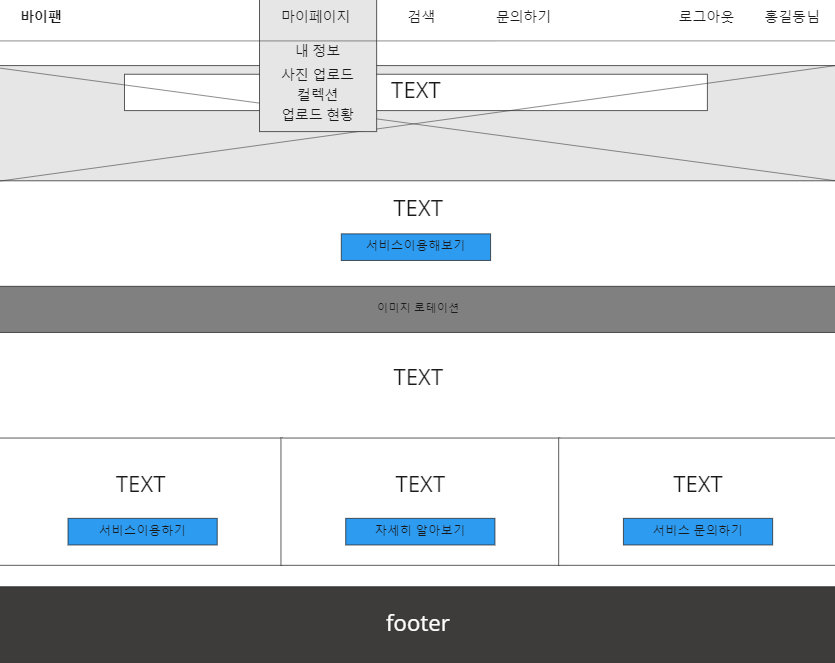 바이팬
마이페이지
검색
문의하기
로그아웃
홍길동님
내 정보
사진 업로드
컬렉션
업로드 현황
TEXT
TEXT
서비스이용해보기
이미지 로테이션
TEXT
TEXT
서비스이용하기
TEXT
자세히 알아보기
TEXT
서비스 문의하기
footer